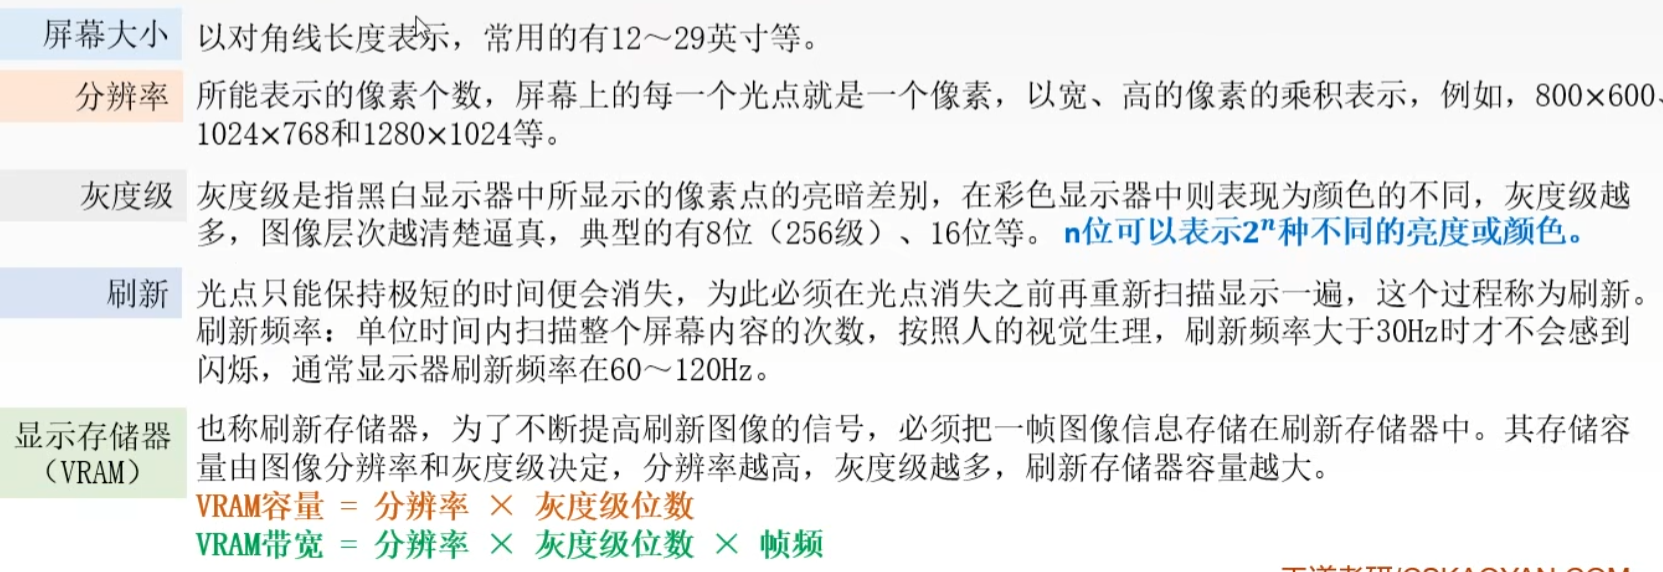 屏幕大小 以对角线长度表示，常用的有12～29英寸等。
分辨率 所能表示的像素个数，屏幕上的每一个光点就是一个像素，以宽、高的像素的乘积表示，例如，800×600、
1024×768和1280×1024等。
灰度级 灰度级是指黑白显示器中所显示的像素点的亮暗差别，在彩色显示器中则表现为颜色的不同，灰度级越
多，图像层次越清楚逼真，典型的有8位（256级）、16位等。 n位可以表示2ⁿ种不同的亮度或颜色。
刷新 光点只能保持极短的时间便会消失，为此必须在光点消失之前再重新扫描显示一遍，这个过程称为刷新。
刷新频率：单位时间内扫描整个屏幕内容的次数，按照人的视觉生理，刷新频率大于30Hz时才不会感到
闪烁，通常显示器刷新频率在60～120Hz。
显示存储器
（VRAM）
也称刷新存储器，为了不断提高刷新图像的信号，必须把一帧图像信息存储在刷新存储器中。其存储容
量由图像分辨率和灰度级决定，分辨率越高，灰度级越多，刷新存储器容量越大。
VRAM容量 = 分辨率 × 灰度级位数
VRAM带宽 = 分辨率 × 灰度级位数 × 帧频